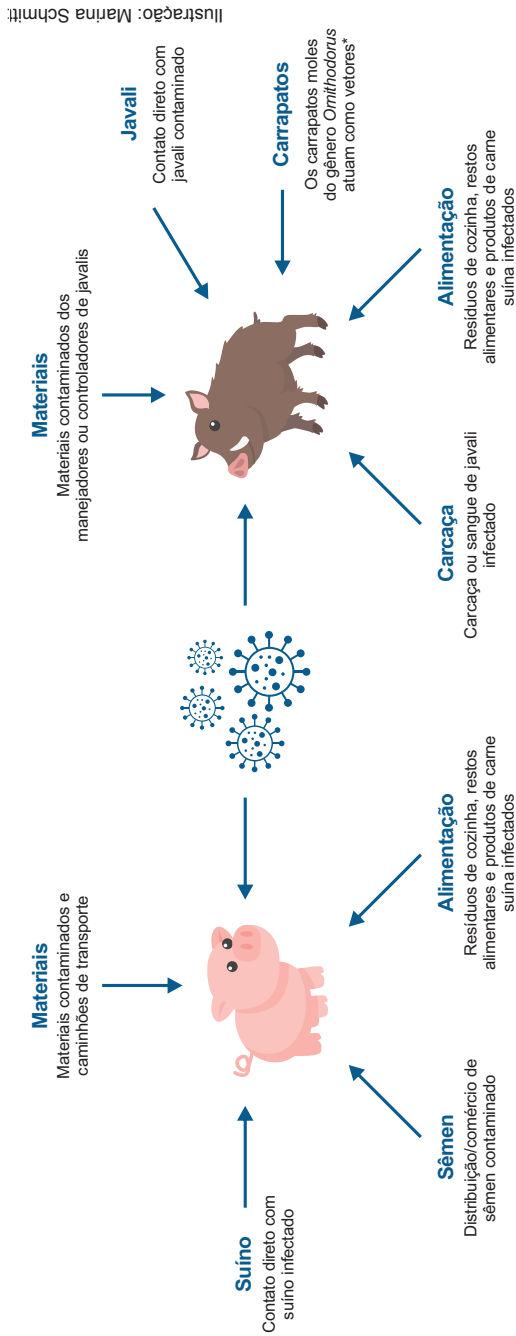 Materiais
Materiais contaminados e
caminhões de transporte
Suíno
Contato direto com
suíno infectado
Sêmen
Distribuição/comércio de
sêmen contaminado
Alimentação
Resíduos de cozinha, restos
alimentares e produtos de carne
suína infectados
Materiais
Materiais contaminados dos
manejadores ou controladores de javalis
Javali
Contato direto com
javali contaminado
Carrapatos
Os carrapatos moles
do gênero Ornithodorus
atuam como vetores*
Carcaça
Carcaça ou sangue de javali
infectado
Alimentação
Resíduos de cozinha, restos
alimentares e produtos de carne
suína infectados
Ilustração: Marina Schmitt